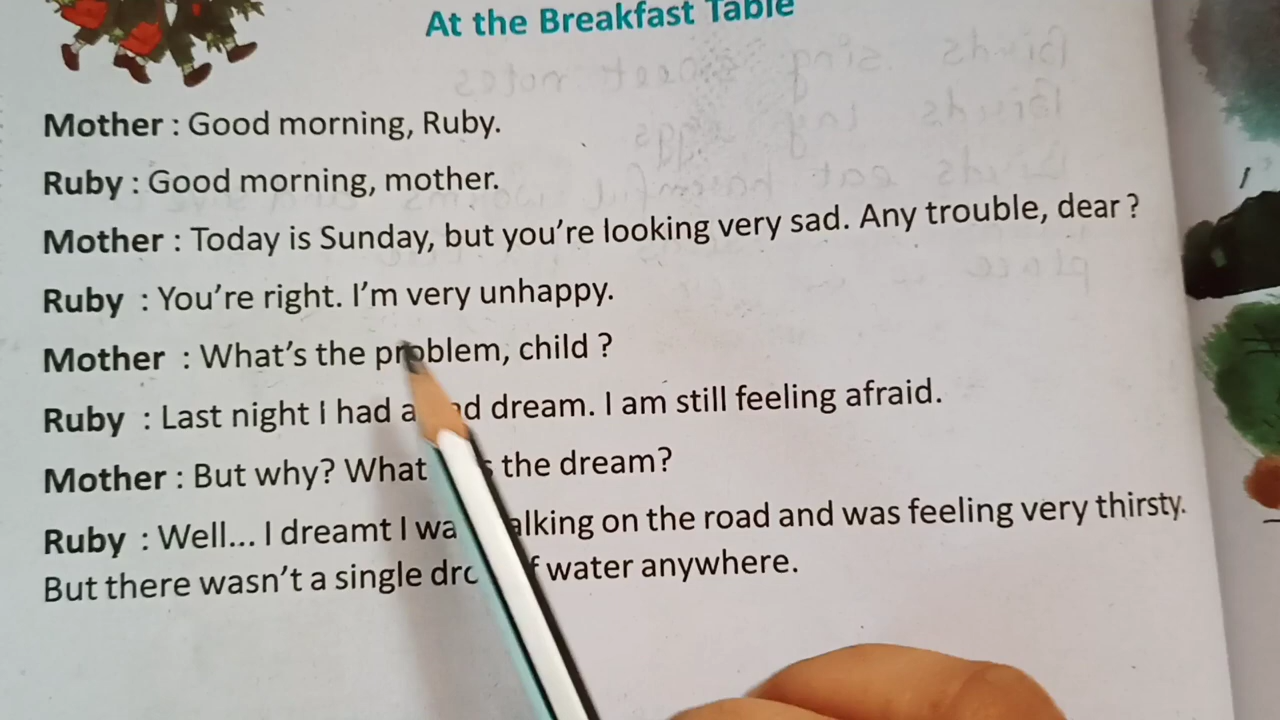 At the Breakfast Table
Mother : Good morning, Ruby.
Ruby : Good morning, mother.
Mother : Today is Sunday, but you're looking very sad. Any trouble, dear ?
Ruby : You're right. I'm very unhappy.
Mother : What's the problem, child ?
Ruby : Last night I had a dream. I am still feeling afraid.
Mother : But why? What the dream?
Ruby : Well... I dreamt I walking on the road and was feeling very thirsty.
But there wasn't a single water anywhere.